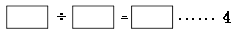 □ ÷ □ = □ …… 4